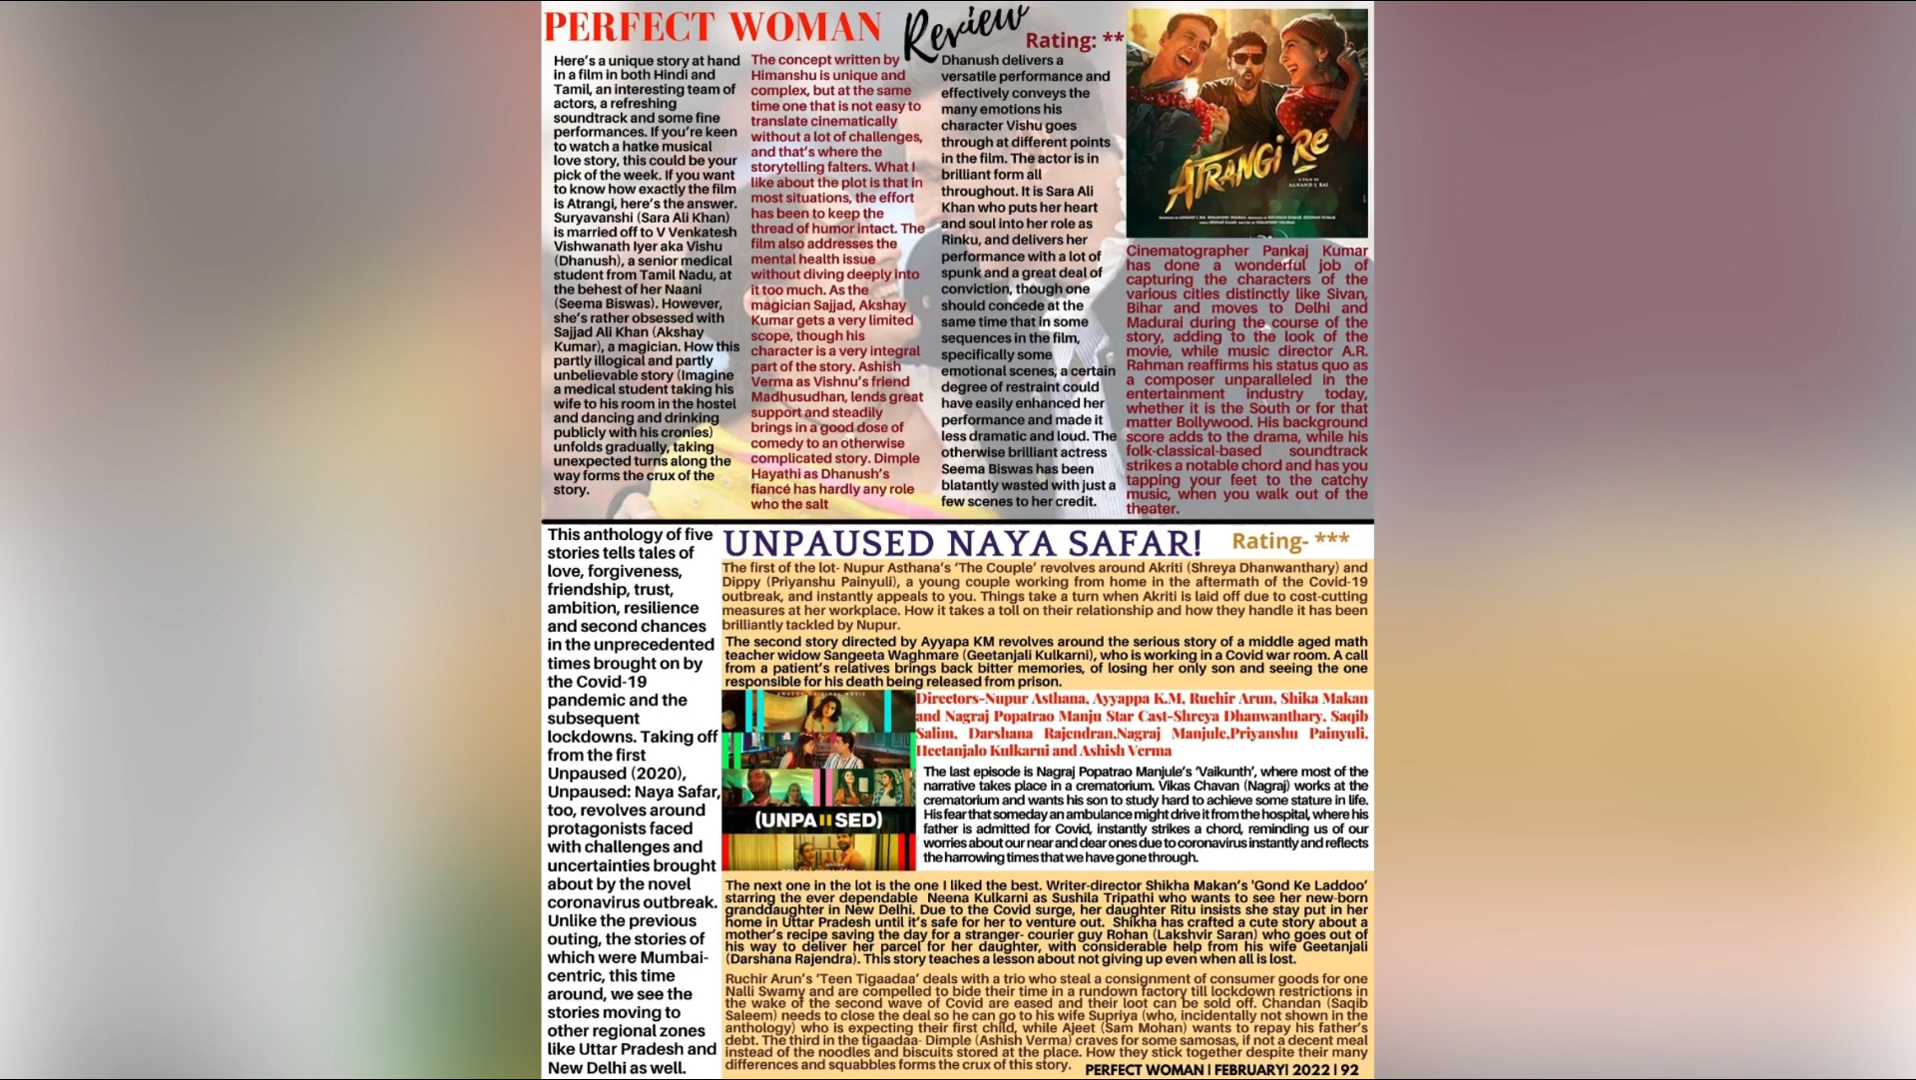 PERFECT WOMAN Review Rating: **
Here's a unique story at hand
in a film in both Hindi and
Tamil, an interesting team of
actors, a refreshing
soundtrack and some fine
performances. If you're keen
to watch a hatke musical
love story, this could be your
pick of the week. If you want
to know how exactly the film
is Atrangi, here's the answer.
Suryavanshi (Sara Ali Khan)
is married off to V Venkatesh
Vishwanath Iyer aka Vishu
(Dhanush), a senior medical
student from Tamil Nadu, at
the behest of her Naani
(Seema Biswas). However,
she's rather obsessed with
Sajjad Ali Khan (Akshay
Kumar), a magician. How this
partly illogical and partly
unbelievable story (Imagine
a medical student taking his
wife to his room in the hostel
and dancing and drinking
publicly with his cronies)
unfolds gradually, taking
unexpected turns along the
way forms the crux of the
story.
The concept written by
Himanshu is unique and
complex, but at the same
time one that is not easy to
translate cinematically
without a lot of challenges,
and that's where the
storytelling falters. What I
like about the plot is that in
most situations, the effort
has been to keep the
thread of humor intact. The
film also addresses the
mental health issue
without diving deeply into
it too much. As the
magician Sajjad, Akshay
Kumar gets a very limited
scope, though his
character is a very integral
part of the story. Ashish
Verma as Vishnu's friend
Madhusudhan, lends great
support and steadily
brings in a good dose of
comedy to an otherwise
complicated story. Dimple
Hayathi as Dhanush's
fiancé has hardly any role
who the salt
Dhanush delivers a
versatile performance and
effectively conveys the
many emotions his
character Vishu goes
through at different points
in the film. The actor is in
brilliant form all
throughout. It is Sara Ali
Khan who puts her heart
and soul into her role as
Rinku, and delivers her
performance with a lot of
spunk and a great deal of
conviction, though one
should concede at the
same time that in some
sequences in the film,
specifically some
emotional scenes, a certain
degree of restraint could
have easily enhanced her
performance and made it
less dramatic and loud. The
otherwise brilliant actress
Seema Biswas has been
blatantly wasted with just a
few scenes to her credit.
ATRANGI RE
A FILM BY
AANAND L RAI
Cinematographer Pankaj Kumar
has done a wonderful job of
capturing the characters of the
various cities distinctly like Sivan,
Bihar and moves to Delhi and
Madurai during the course of the
story, adding to the look of the
movie, while music director A.R.
Rahman reaffirms his status quo as
a composer unparalleled in the
entertainment industry today,
whether it is the South or for that
matter Bollywood. His background
score adds to the drama, while his
folk-classical-based soundtrack
strikes a notable chord and has you
tapping your feet to the catchy
music, when you walk out of the
theater.
This anthology of five
stories tells tales of
love, forgiveness,
friendship, trust,
ambition, resilience
and second chances
in the unprecedented
times brought on by
the Covid-19
pandemic and the
subsequent
lockdowns. Taking off
from the first
Unpaused (2020),
Unpaused: Naya Safar,
too, revolves around
protagonists faced
with challenges and
uncertainties brought
about by the novel
coronavirus outbreak.
Unlike the previous
outing, the stories of
which were Mumbai-
centric, this time
around, we see the
stories moving to
other regional zones
like Uttar Pradesh and
New Delhi as well.
UNPAUSED NAYA SAFAR! Rating- ***
The first of the lot- Nupur Asthana's 'The Couple' revolves around Akriti (Shreya Dhanwanthary) and
Dippy (Priyanshu Painyuli), a young couple working from home in the aftermath of the Covid-19
outbreak, and instantly appeals to you. Things take a turn when Akriti is laid off due to cost-cutting
measures at her workplace. How it takes a toll on their relationship and how they handle it has been
brilliantly tackled by Nupur.
The second story directed by Ayyapa KM revolves around the serious story of a middle aged math
teacher widow Sangeeta Waghmare (Geetanjali Kulkarni), who is working in a Covid war room. A call
from a patient's relatives brings back bitter memories, of losing her only son and seeing the one
responsible for his death being released from prison.
AMAZON ORIGINAL MOVIE
(UNPAUSED)
Directors-Nupur Asthana, Ayyappa K.M, Ruchir Arun, Shika Makan
and Nagraj Popatrao Manju Star Cast-Shreya Dhanwanthary, Saqib
Salim, Darshana Rajendran,Nagraj Manjule,Priyanshu Painyuli,
Heetanjalo Kulkarni and Ashish Verma
The last episode is Nagraj Popatrao Manjule's 'Vaikunth', where most of the
narrative takes place in a crematorium. Vikas Chavan (Nagraj) works at the
crematorium and wants his son to study hard to achieve some stature in life.
His fear that someday an ambulance might drive it from the hospital, where his
father is admitted for Covid, instantly strikes a chord, reminding us of our
worries about our near and dear ones due to coronavirus instantly and reflects
the harrowing times that we have gone through.
The next one in the lot is the one I liked the best. Writer-director Shikha Makan's 'Gond Ke Laddoo'
starring the ever dependable Neena Kulkarni as Sushila Tripathi who wants to see her new-born
granddaughter in New Delhi. Due to the Covid surge, her daughter Ritu insists she stay put in her
home in Uttar Pradesh until it's safe for her to venture out. Shikha has crafted a cute story about a
mother's recipe saving the day for a stranger- courier guy Rohan (Lakshvir Saran) who goes out of
his way to deliver her parcel for her daughter, with considerable help from his wife Geetanjali
(Darshana Rajendra). This story teaches a lesson about not giving up even when all is lost.
Ruchir Arun's 'Teen Tigaadaa' deals with a trio who steal a consignment of consumer goods for one
Nalli Swamy and are compelled to bide their time in a rundown factory till lockdown restrictions in
the wake of the second wave of Covid are eased and their loot can be sold off. Chandan (Saqib
Saleem) needs to close the deal so he can go to his wife Supriya (who, incidentally not shown in the
anthology) who is expecting their first child, while Ajeet (Sam Mohan) wants to repay his father's
debt. The third in the tigaadaa- Dimple (Ashish Verma) craves for some samosas, if not a decent meal
instead of the noodles and biscuits stored at the place. How they stick together despite their many
differences and squabbles forms the crux of this story.
PERFECT WOMAN | FEBRUARY| 2022 | 92